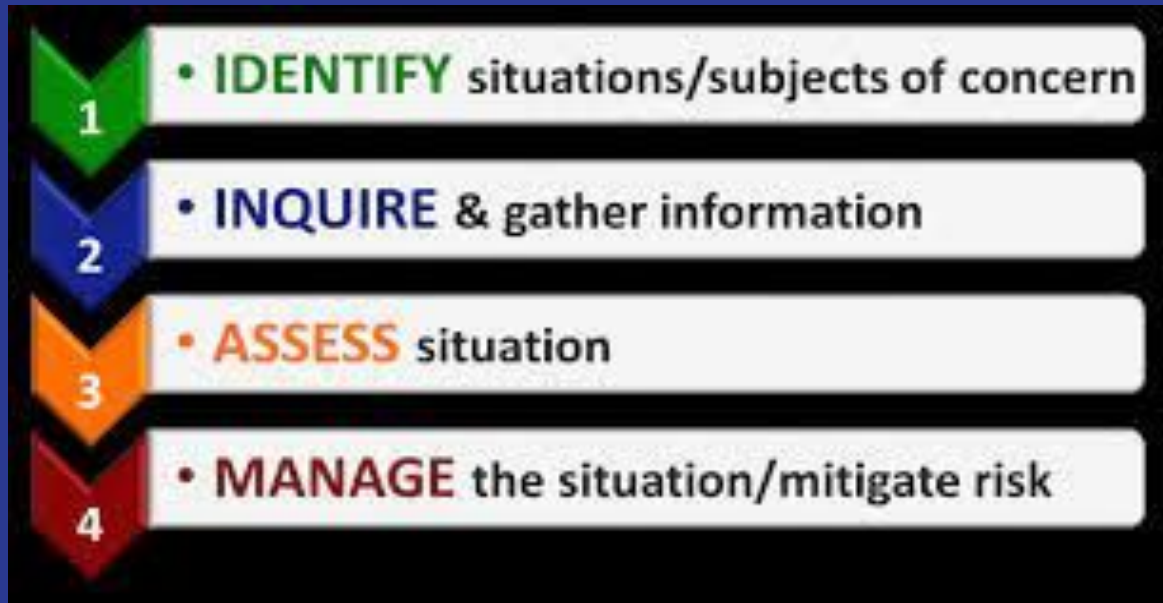 1 • IDENTIFY situations/subjects of concern
2 • INQUIRE & gather information
3 • ASSESS situation
4 • MANAGE the situation/mitigate risk